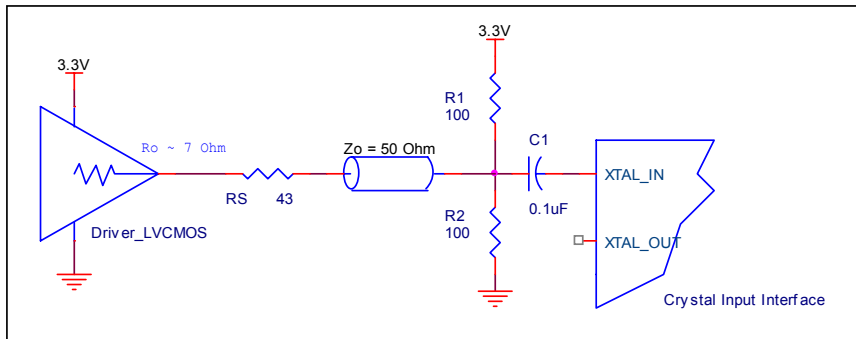 3.3V
3.3V
R1
100
C1
Ro ~ 7 Ohm
Zo = 50 Ohm
XTAL_IN
RS 43
0.1uF
R2
100
Driver_LVCMOS
XTAL_OUT
Crystal Input Interface